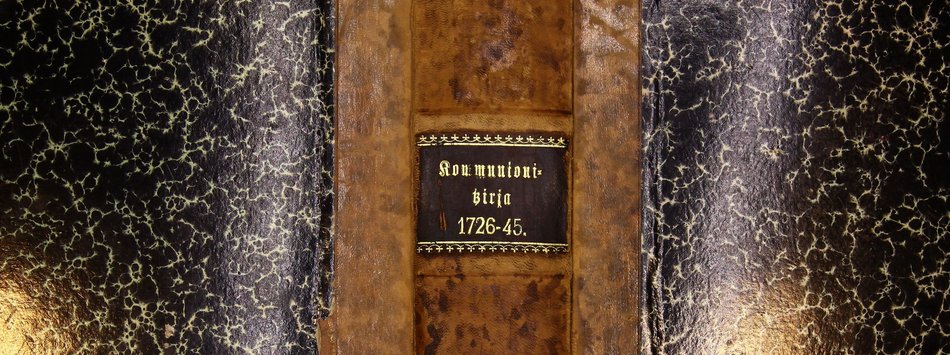 Kommunioni-
kirja
1726-45.